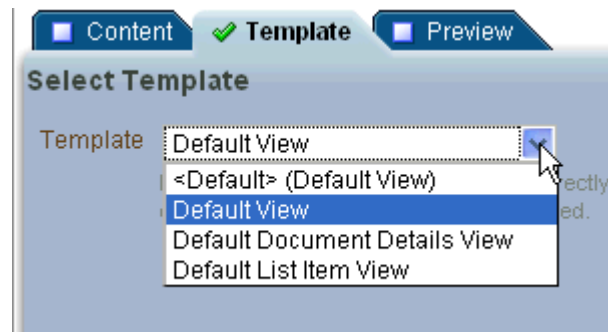 Content Template Preview
Select Template
Template Default View
<Default> (Default View)
Default View
Default Document Details View
Default List Item View